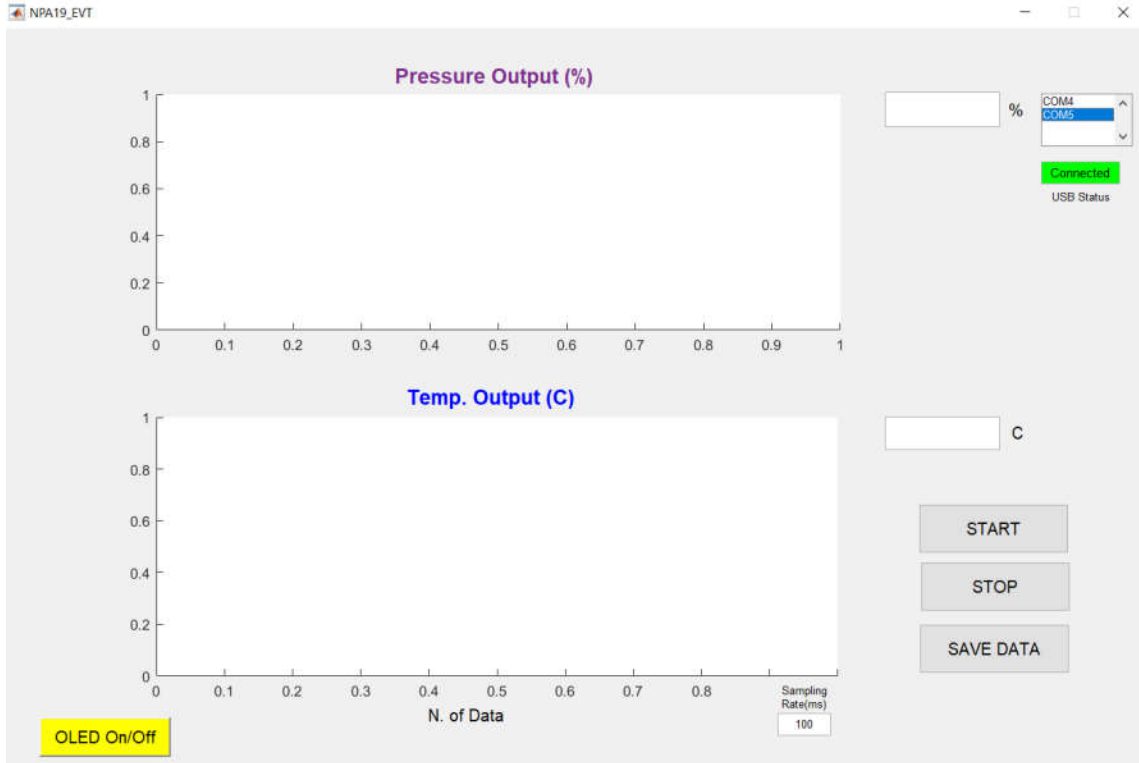 NPA19_EVT
Pressure Output (%)
1
0.8
0.6
0.4
0.2
0
0 0.1 0.2 0.3 0.4 0.5 0.6 0.7 0.8 0.9 1
%
COM4
COM5
Connected
USB Status
Temp. Output (C)
1
0.8
0.6
0.4
0.2
0
0 0.1 0.2 0.3 0.4 0.5 0.6 0.7 0.8
N. of Data
C
START
STOP
SAVE DATA
Sampling
Rate(ms)
100
OLED On/Off